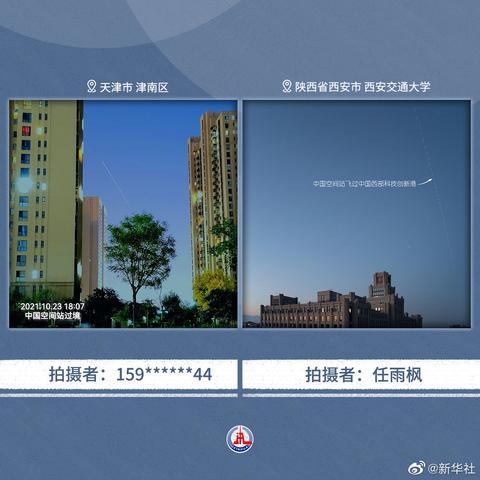 天津市 津南区
陕西省西安市 西安交通大学
中国空间站飞过中国西部科技创新港
2021.10.23 18:07
中国空间站过境
拍摄者：159******44
拍摄者：任雨枫
@新华社